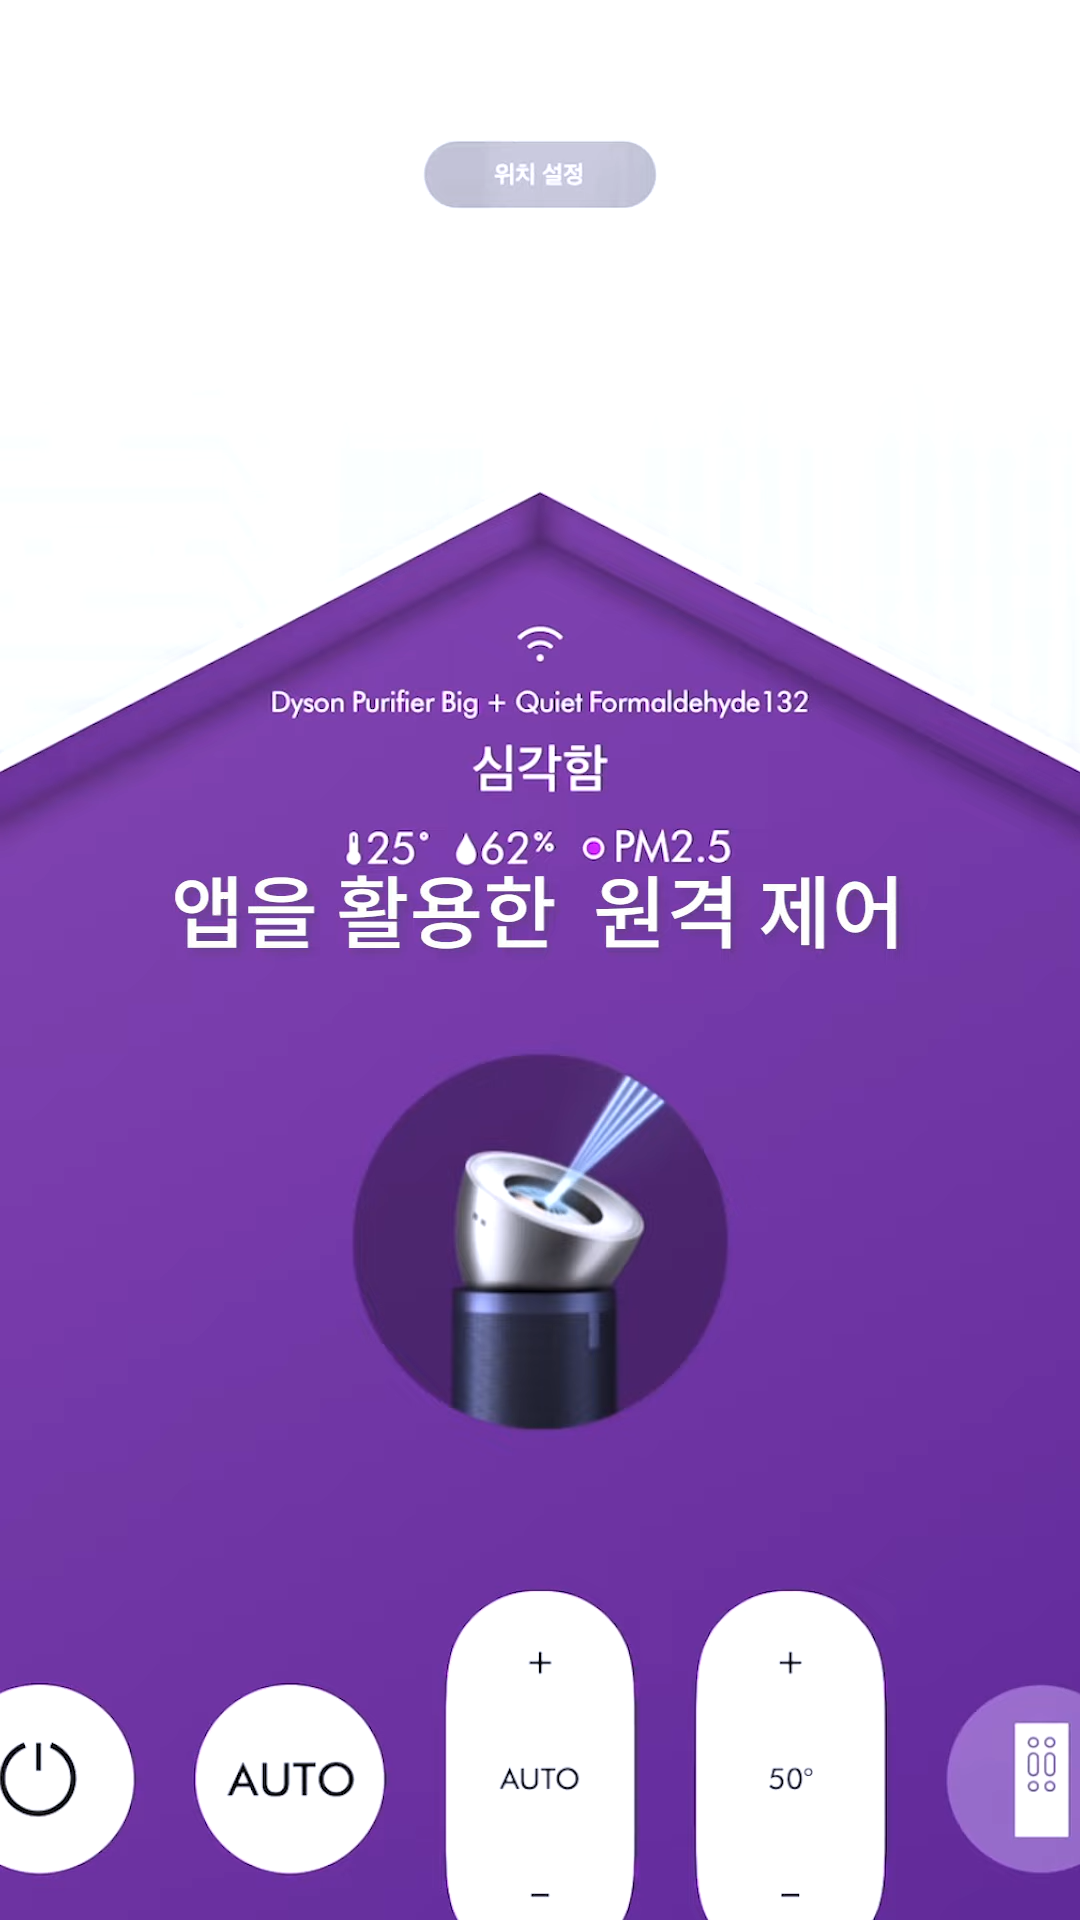 위치 설정
Dyson Purifier Big + Quiet Formaldehyde132
심각함
25° 62% PM2.5
앱을 활용한 원격 제어
+ +
AUTO AUTO 50°
− −